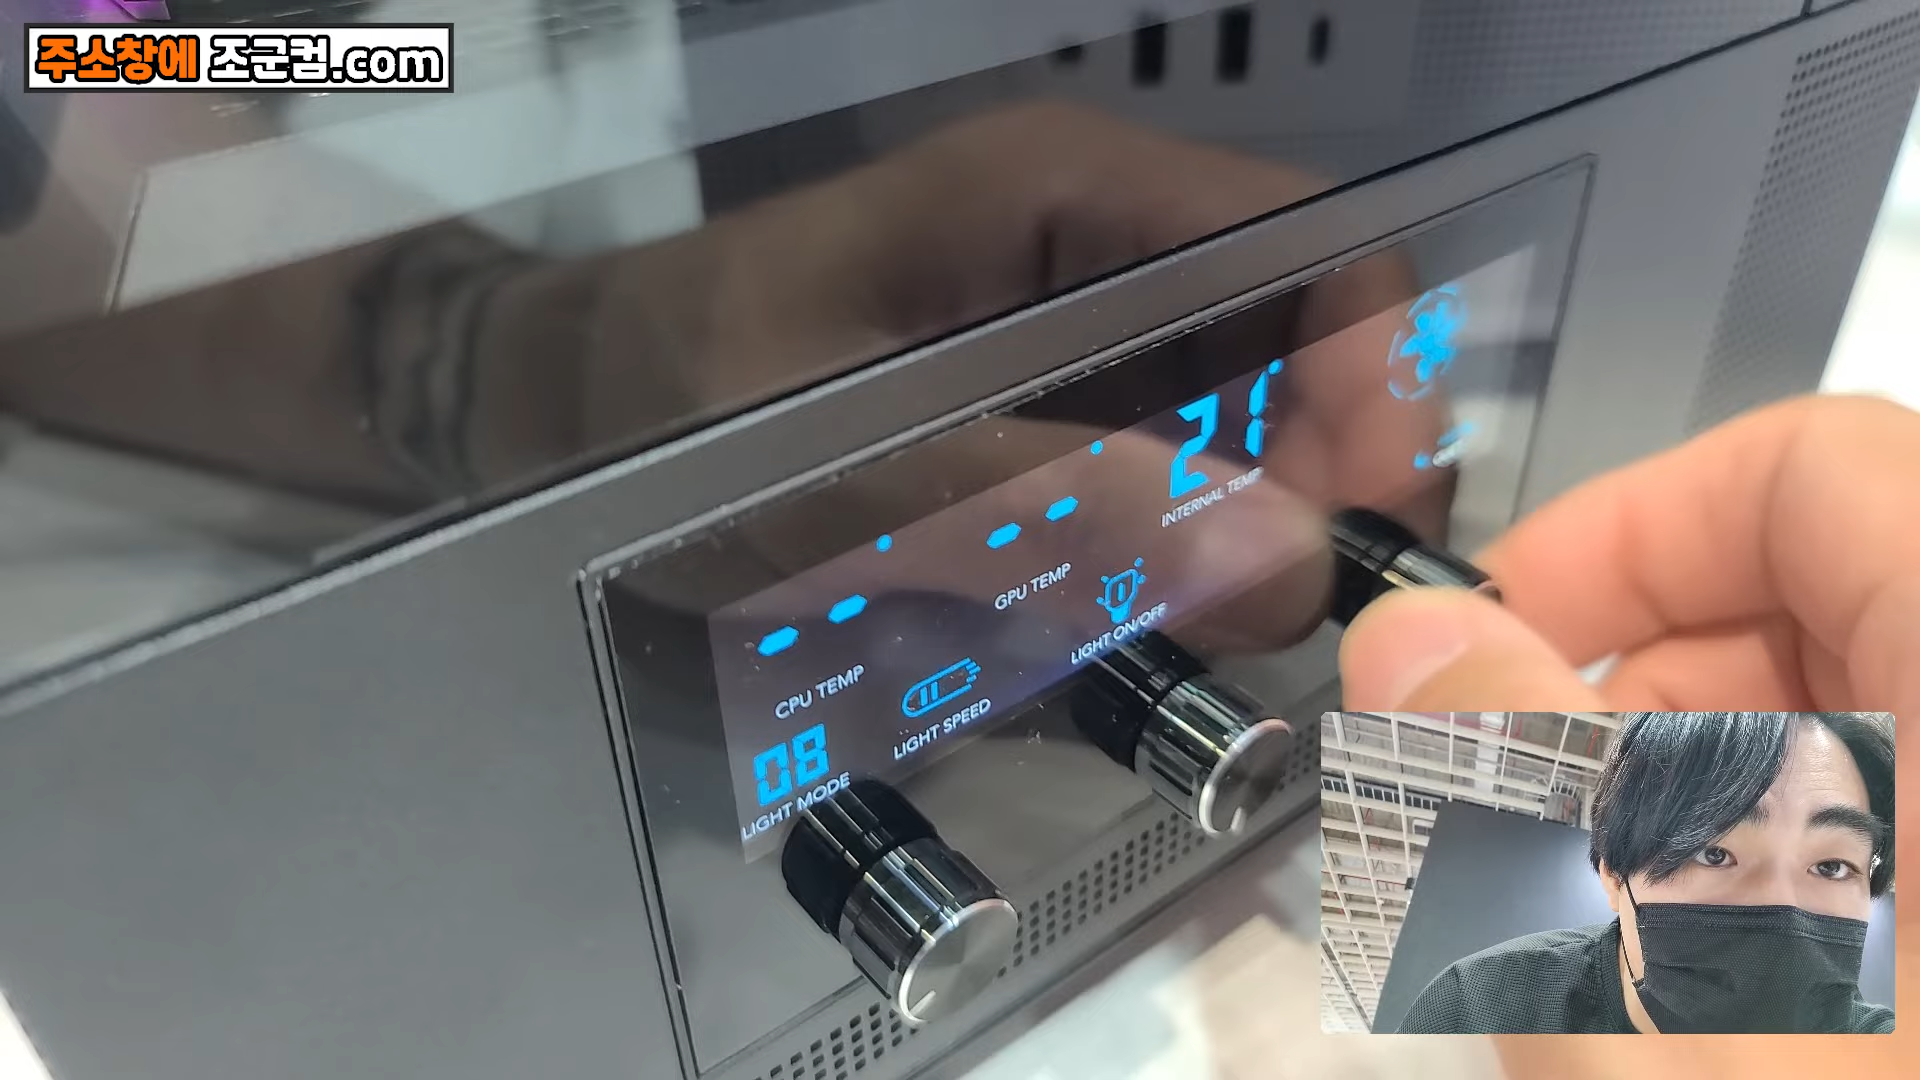 주소창에 조군컴.com
21°
INTERNAL TEMP
- -°
GPU TEMP
- -°
CPU TEMP
LIGHT ON/OFF
LIGHT SPEED
08
LIGHT MODE